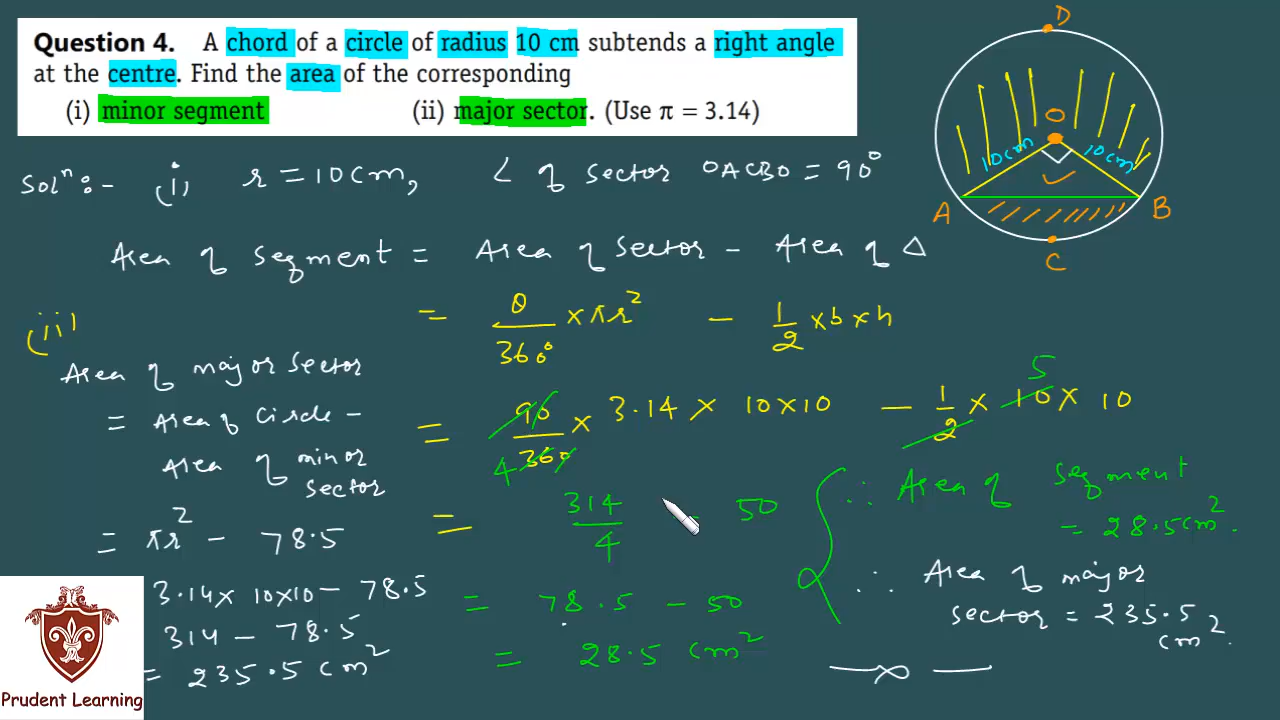 Question 4. A chord of a circle of radius 10 cm subtends a right angle
at the centre. Find the area of the corresponding
(i) minor segment (ii) major sector. (Use π = 3.14)
D
O
10cm 10cm
A B
C
Solⁿ:- (i) r = 10cm, ∠ of sector OACBO = 90°
Area of segment = Area of Sector - Area of Δ
= θ/360° × πr² - 1/2 × b × h
= 90/360 × 3.14 × 10×10 - 1/2 × 10 × 10
4 5
= 314/4 - 50
= 78.5 - 50
= 28.5 cm²
(ii)
Area of major sector
= Area of circle -
Area of minor
sector
= πr² - 78.5
3.14× 10×10 - 78.5
314 - 78.5
= 235.5 cm²
∴ Area of segment
= 28.5cm².
∴ Area of major
sector = 235.5
cm².
Prudent Learning